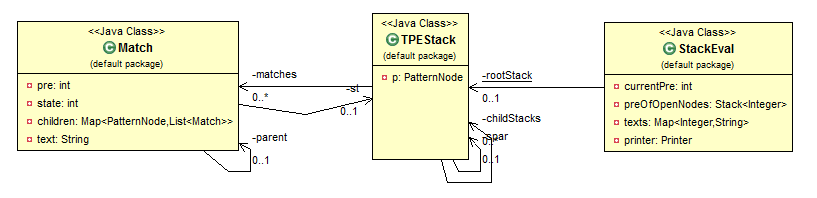 <<Java Class>>
C Match
(default package)
pre: int
state: int
children: Map<PatternNode,List<Match>>
text: String
-matches
0..*
-st
0..1
-parent
0..1
<<Java Class>>
C TPEStack
(default package)
p: PatternNode
-rootStack
0..1
-childStacks
0..*
-spar
0..1
<<Java Class>>
C StackEval
(default package)
currentPre: int
preOfOpenNodes: Stack<Integer>
texts: Map<Integer,String>
printer: Printer